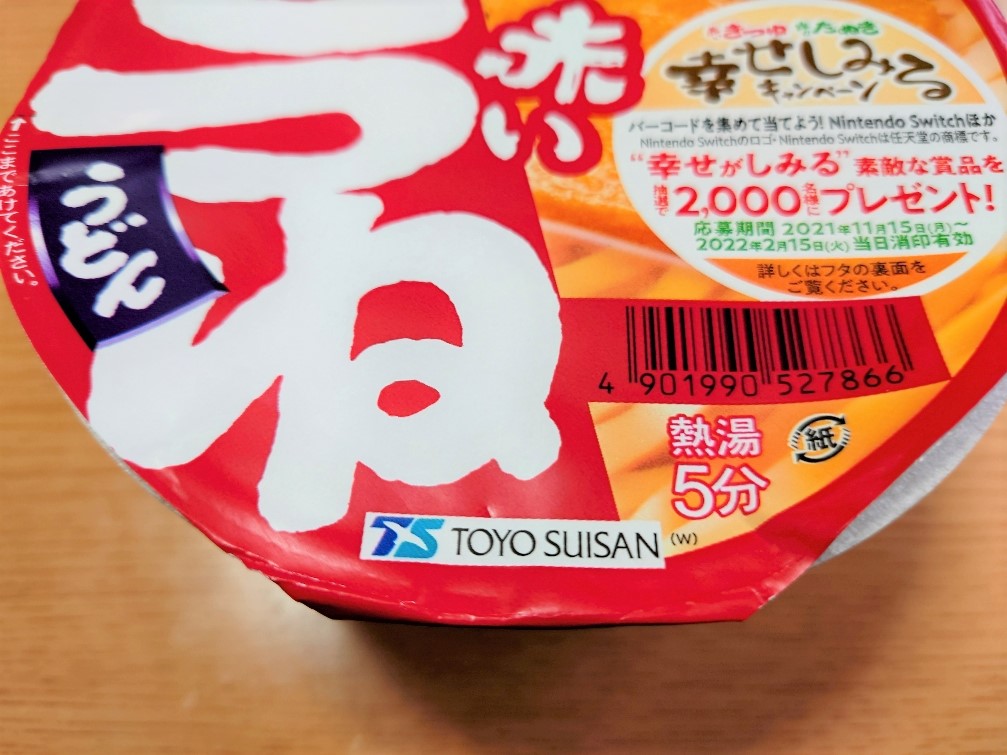 赤いきつね 緑のたぬき
幸せしみる
キャンペーン
バーコードを集めて当てよう! Nintendo Switchほか
Nintendo Switchのロゴ・Nintendo Switchは任天堂の商標です。
"幸せがしみる" 素敵な賞品を
抽選で2,000名様にプレゼント!
応募期間 2021年11月15日(月)~
2022年2月15日(火)当日消印有効
詳しくはフタの裏面を
ご覧ください。
赤い
きつね
うどん
ここまであけてください。
4 901990 527866
熱湯
5分
紙
TS TOYO SUISAN (W)